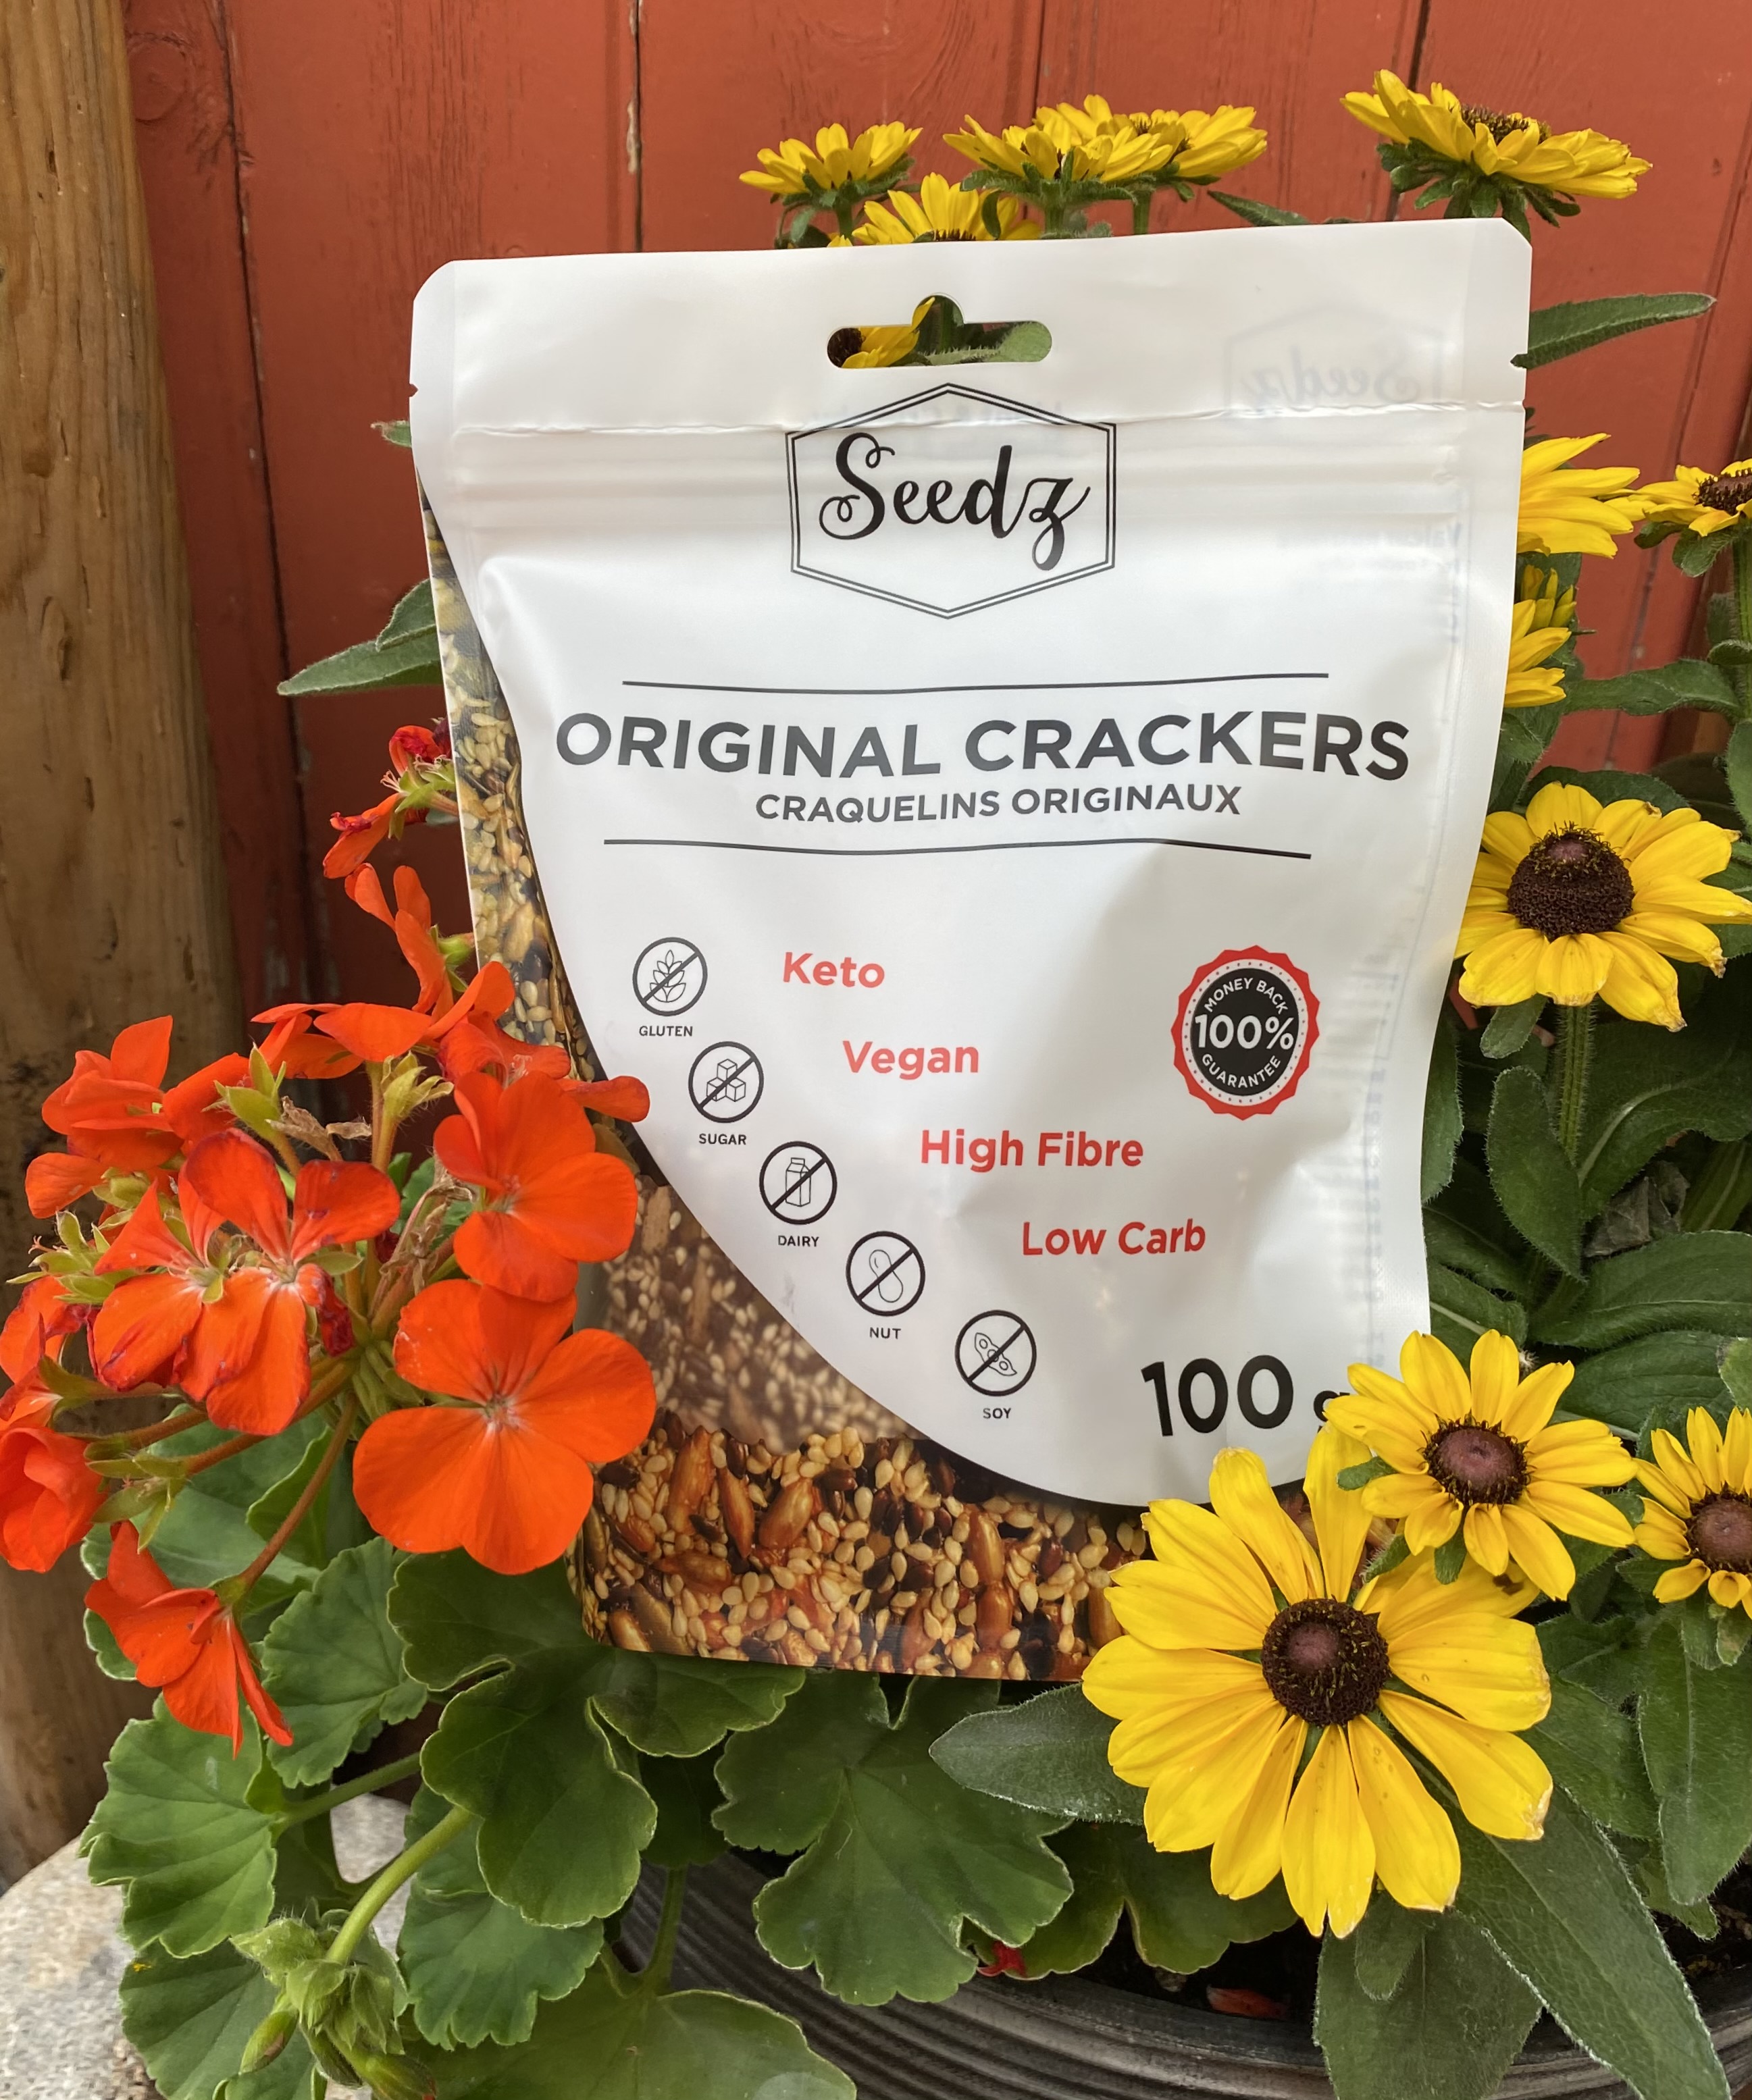 Seedz
ORIGINAL CRACKERS
CRAQUELINS ORIGINAUX
GLUTEN
Keto
SUGAR
Vegan
MONEY BACK
100%
GUARANTEE
DAIRY
High Fibre
NUT
Low Carb
SOY
100
Seedz